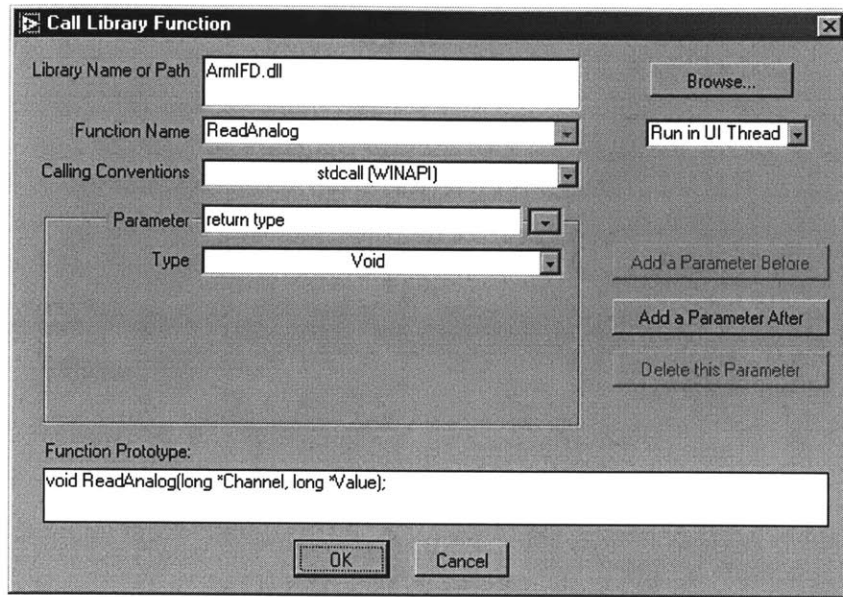 Call Library Function
Library Name or Path ArmIFD.dll
Browse...
Function Name ReadAnalog
Run in UI Thread
Calling Conventions stdcall (WINAPI)
Parameter return type
Type Void
Add a Parameter Before
Add a Parameter After
Delete this Parameter
Function Prototype:
void ReadAnalog(long *Channel, long *Value);
OK Cancel